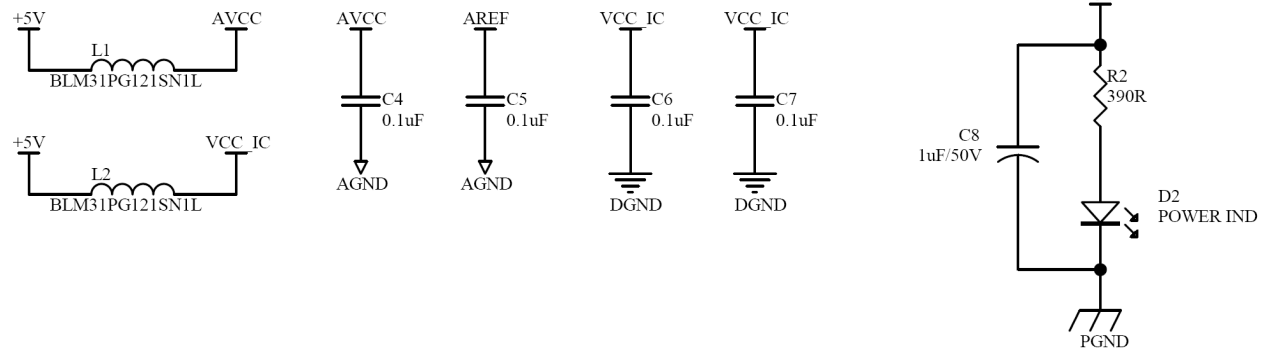 +5V
AVCC
L1
BLM31PG121SN1L
+5V
VCC_IC
L2
BLM31PG121SN1L
AVCC
C4
0.1uF
AGND
AREF
C5
0.1uF
AGND
VCC_IC
C6
0.1uF
DGND
VCC_IC
C7
0.1uF
DGND
R2
390R
C8
1uF/50V
D2
POWER IND
PGND